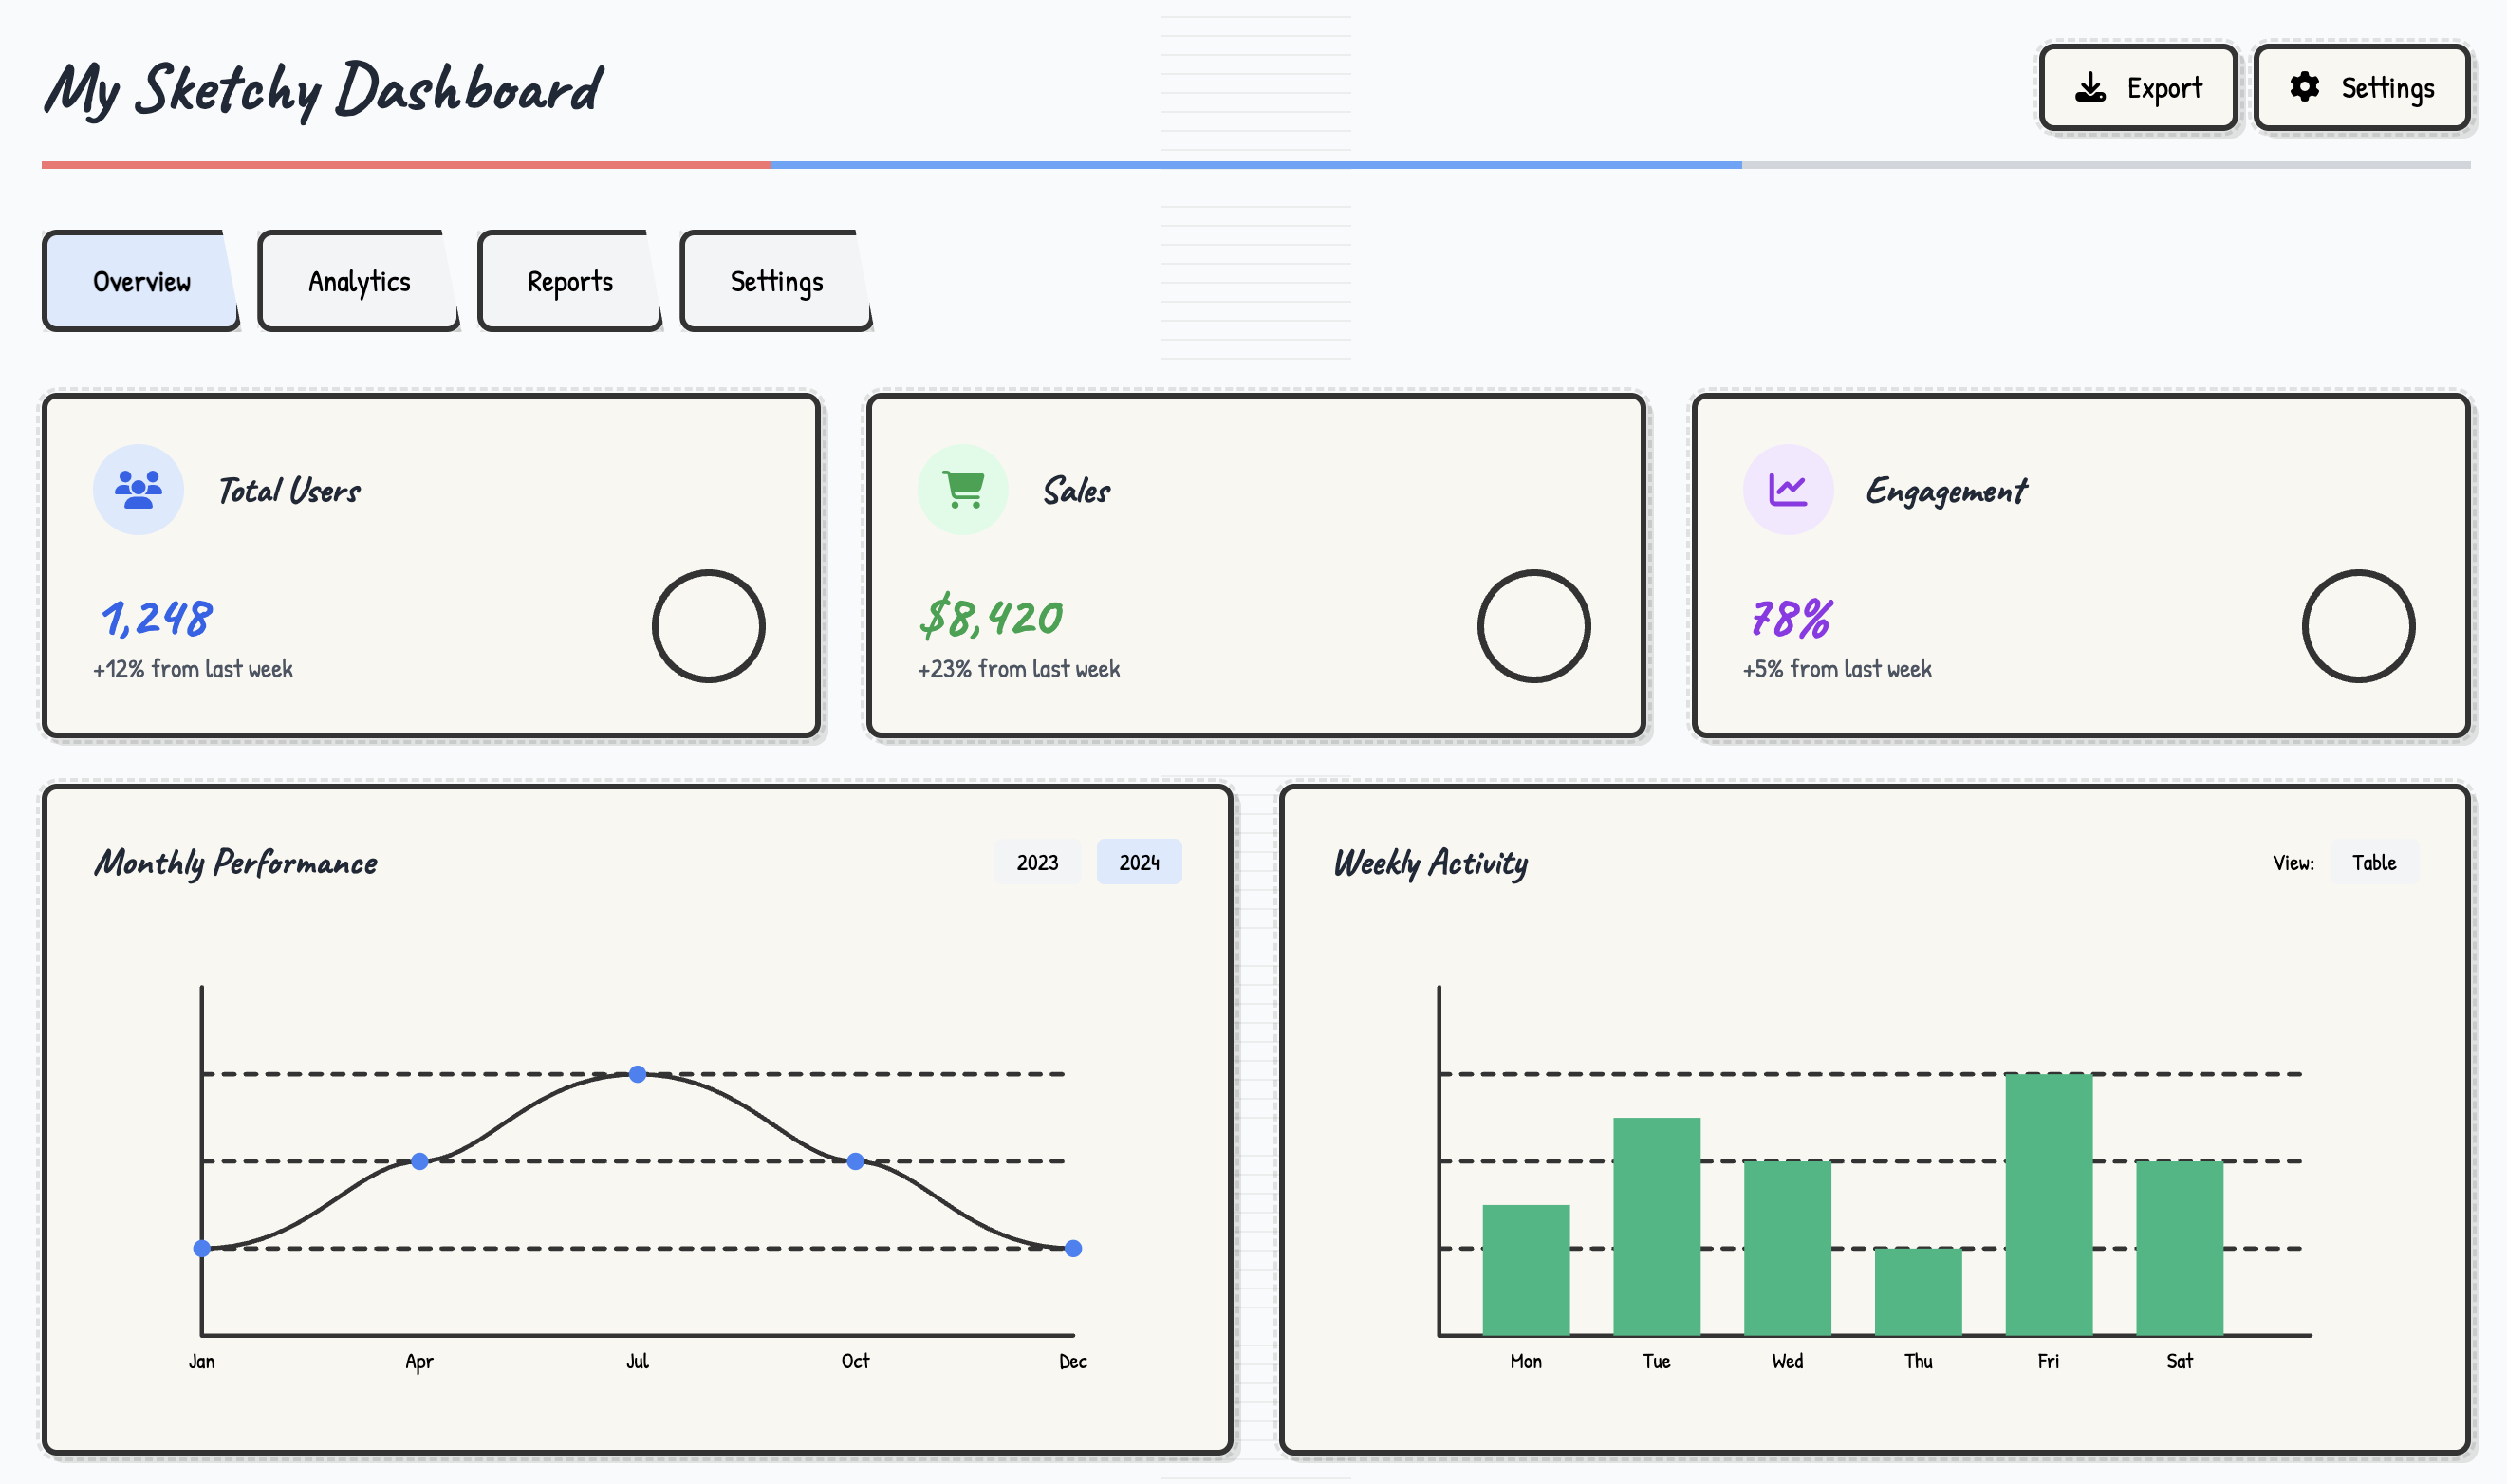 My Sketchy Dashboard
Export
Settings
Overview
Analytics
Reports
Settings
Total Users
1,248
+12% from last week
Sales
$8,420
+23% from last week
Engagement
78%
+5% from last week
Monthly Performance
2023
2024
Jan
Apr
Jul
Oct
Dec
Weekly Activity
View:
Table
Mon
Tue
Wed
Thu
Fri
Sat